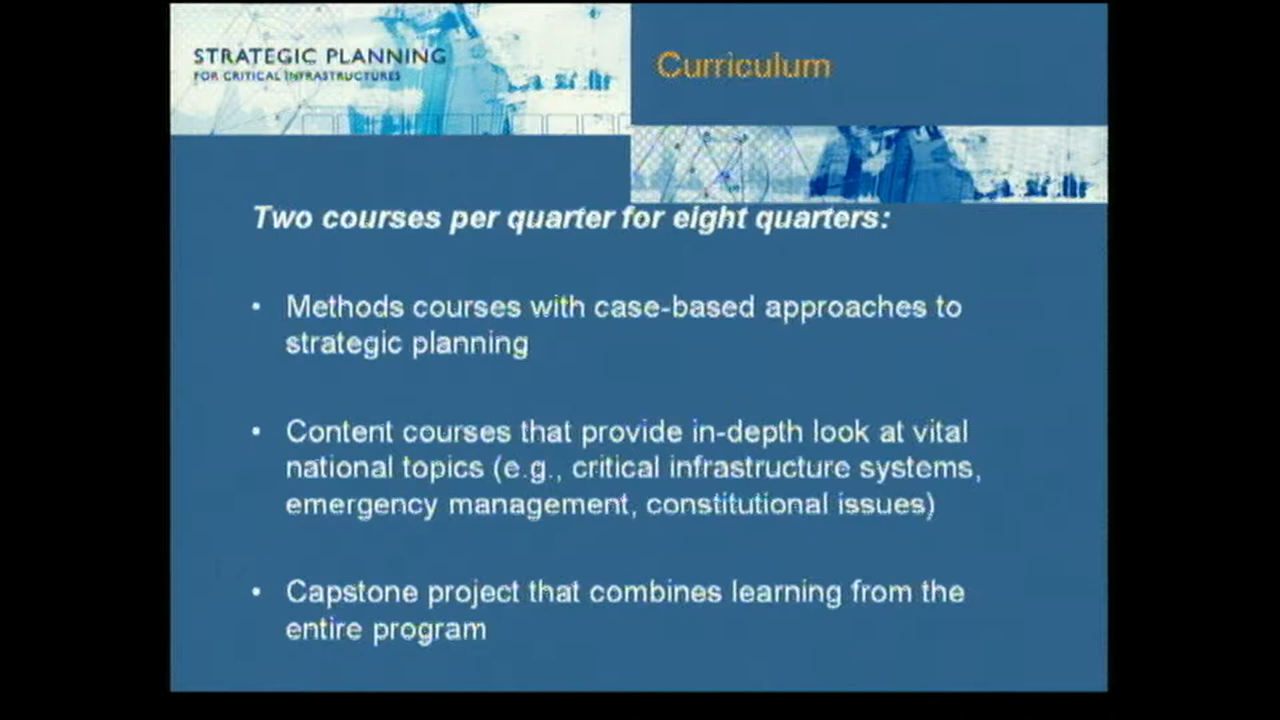 STRATEGIC PLANNING
FOR CRITICAL INFRASTRUCTURES
Curriculum
Two courses per quarter for eight quarters:
• Methods courses with case-based approaches to
strategic planning
• Content courses that provide in-depth look at vital
national topics (e.g., critical infrastructure systems,
emergency management, constitutional issues)
• Capstone project that combines learning from the
entire program